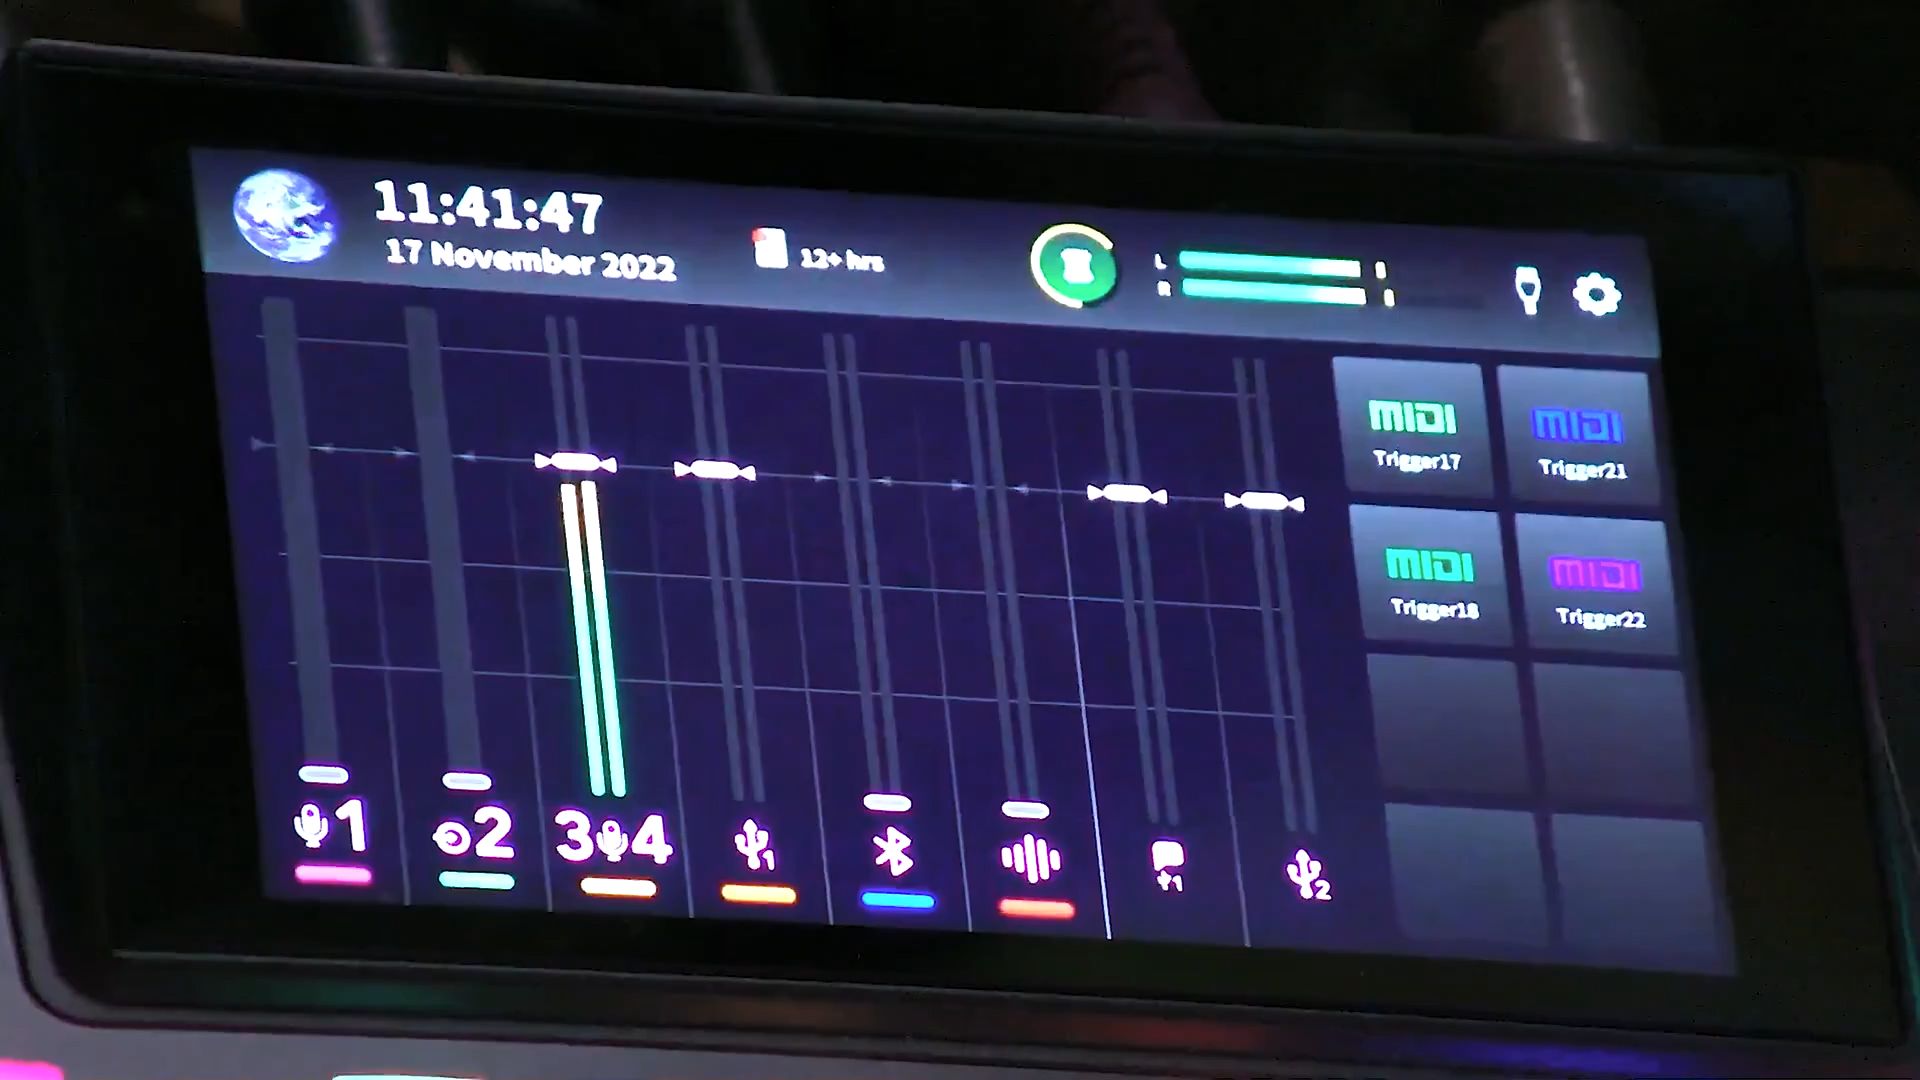 11:41:47
17 November 2022
12+ hrs
L
R
MIDI
Trigger17
MIDI
Trigger21
MIDI
Trigger18
MIDI
Trigger22
1
2
3 4
1
+1
2